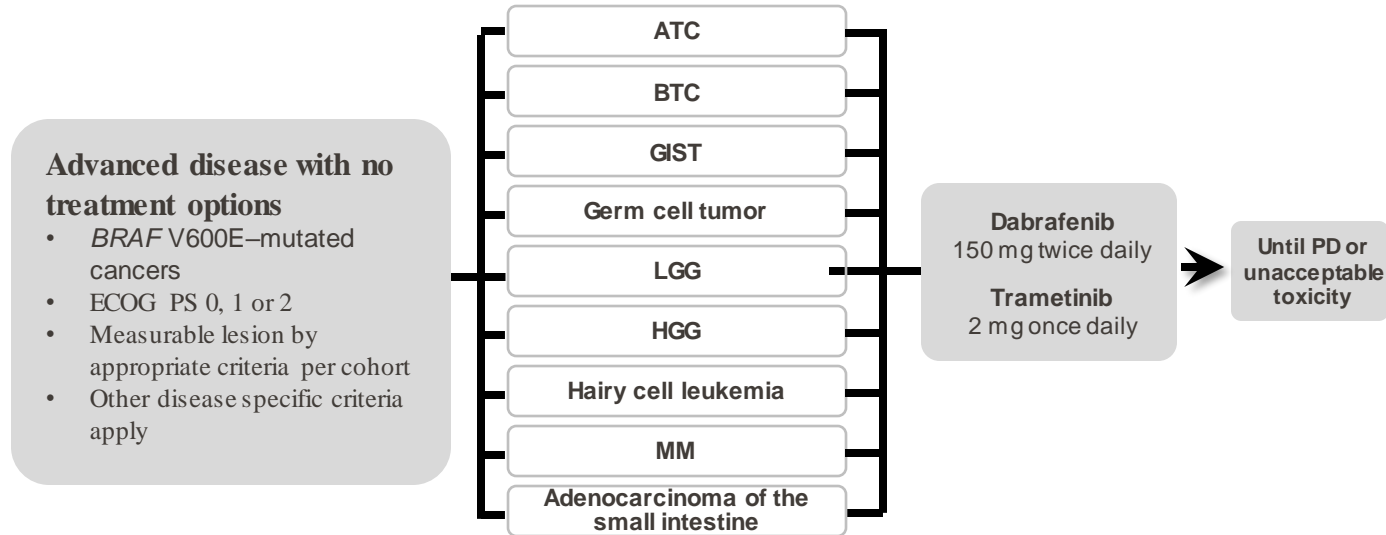 Advanced disease with no
treatment options
• BRAF V600E–mutated
cancers
• ECOG PS 0, 1 or 2
• Measurable lesion by
appropriate criteria per cohort
• Other disease specific criteria
apply
ATC
BTC
GIST
Germ cell tumor
LGG
HGG
Hairy cell leukemia
MM
Adenocarcinoma of the
small intestine
Dabrafenib
150 mg twice daily
Trametinib
2 mg once daily
Until PD or
unacceptable
toxicity